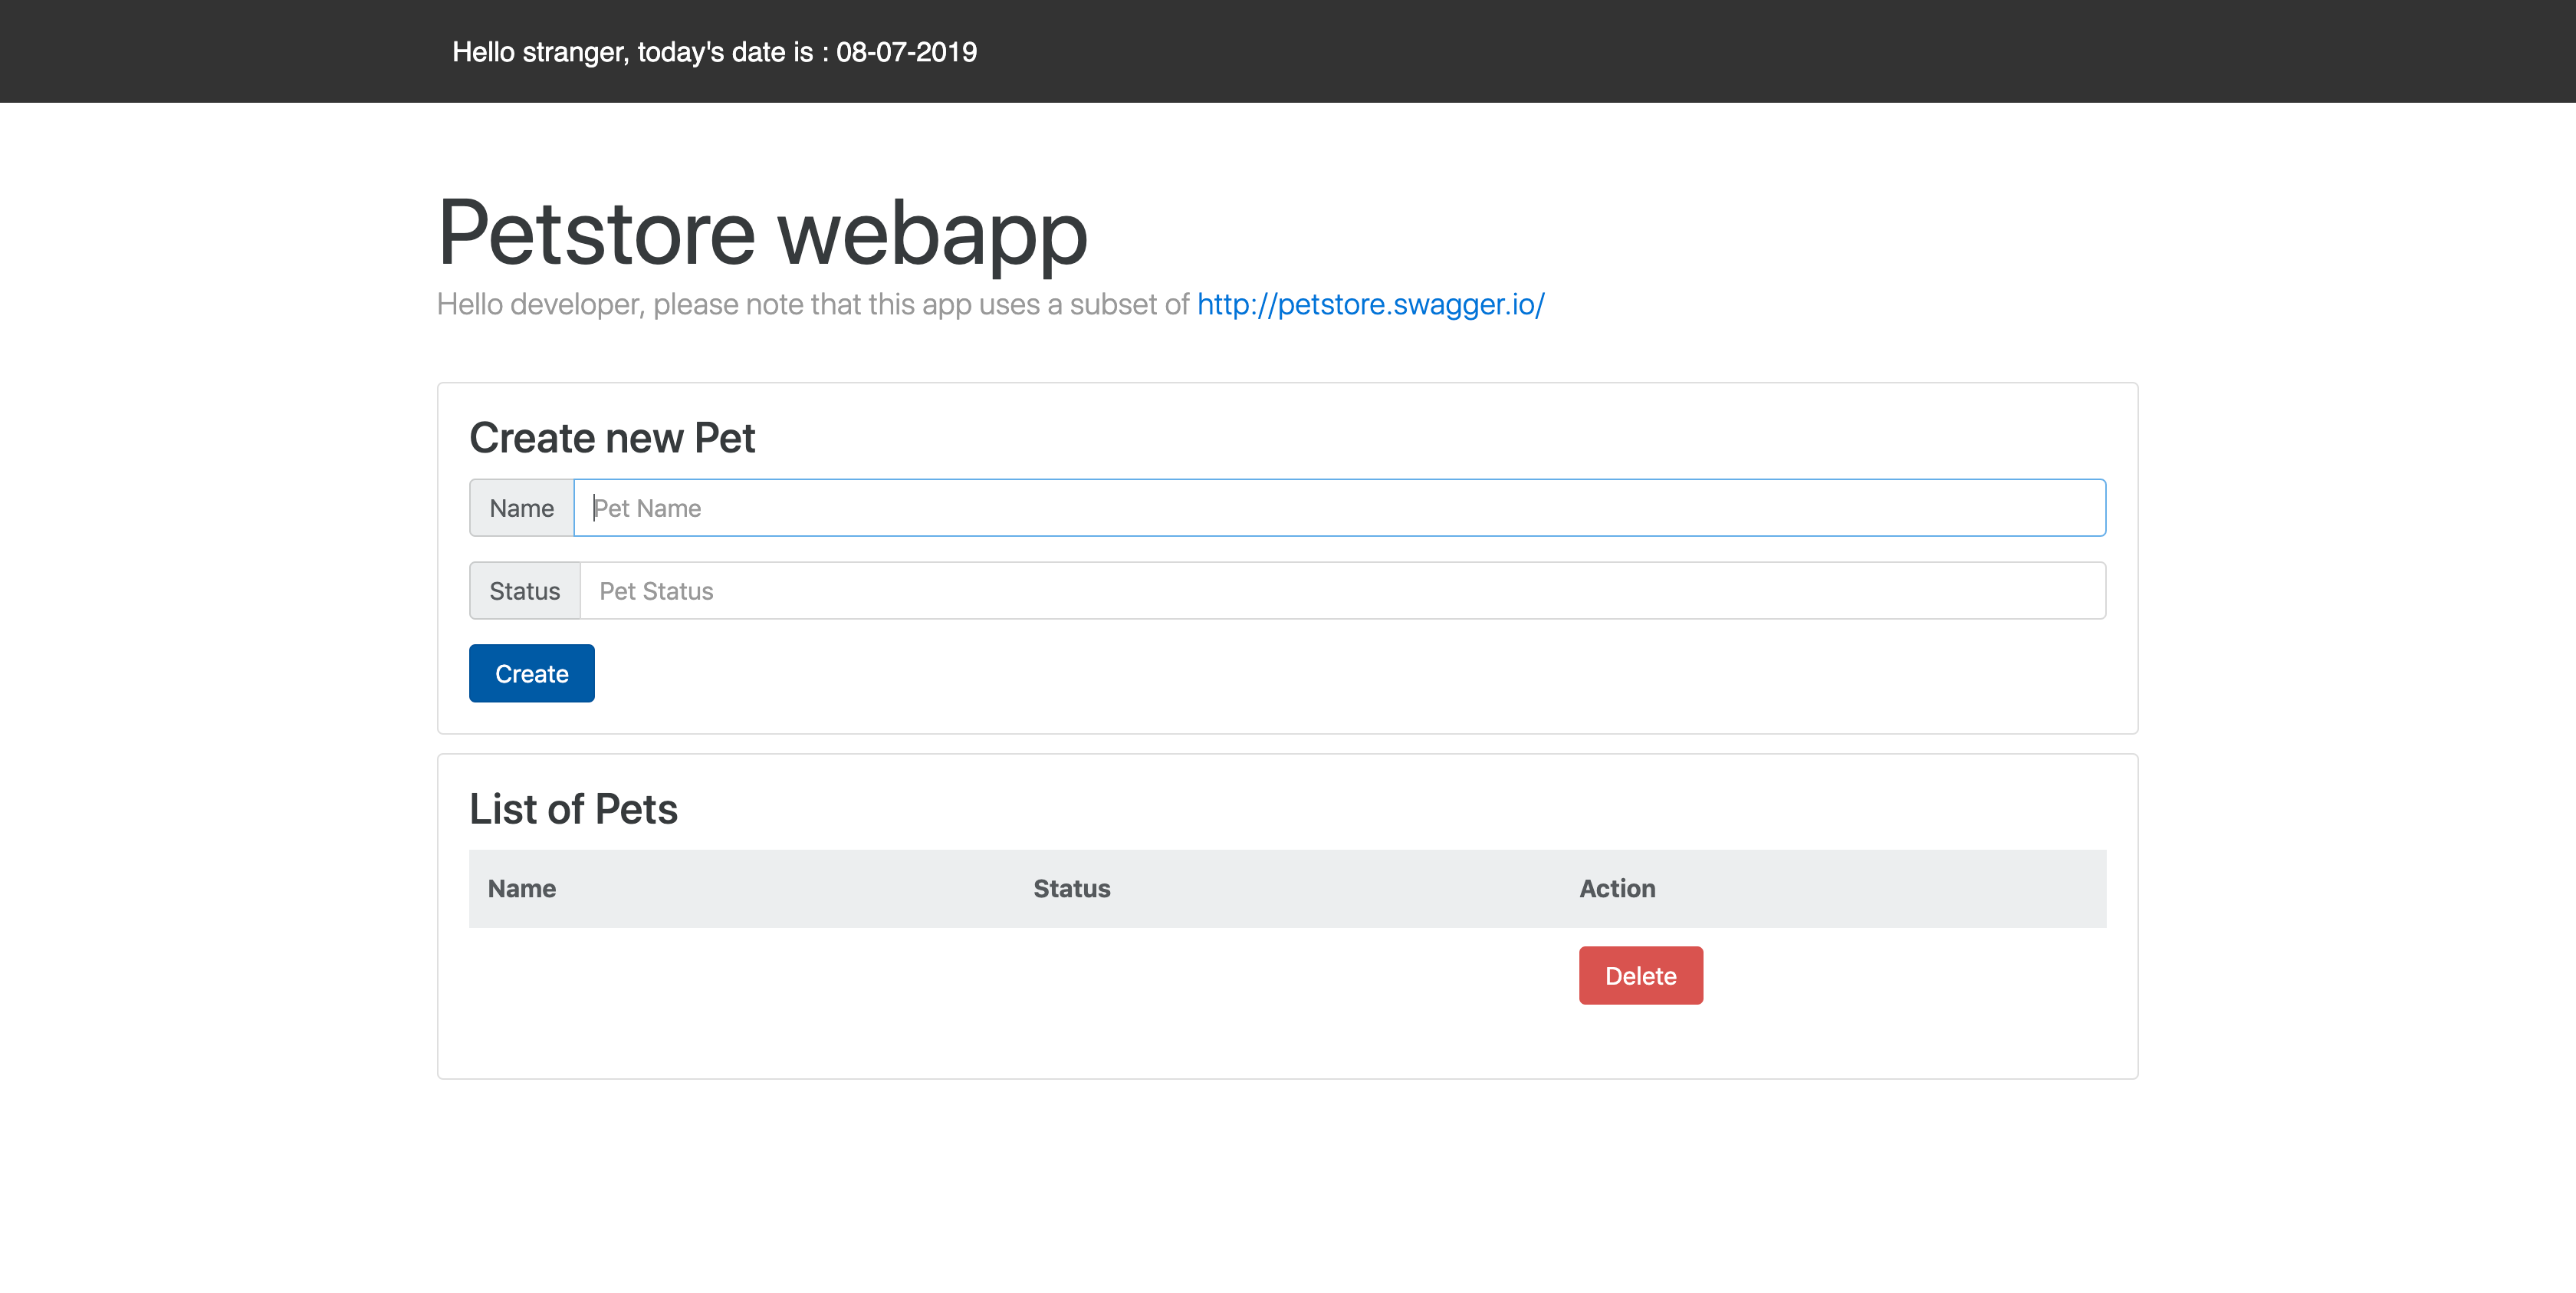 Hello stranger, today's date is : 08-07-2019
Petstore webapp
Hello developer, please note that this app uses a subset of http://petstore.swagger.io/
Create new Pet
Name Pet Name
Status Pet Status
Create
List of Pets
Name Status Action
Delete